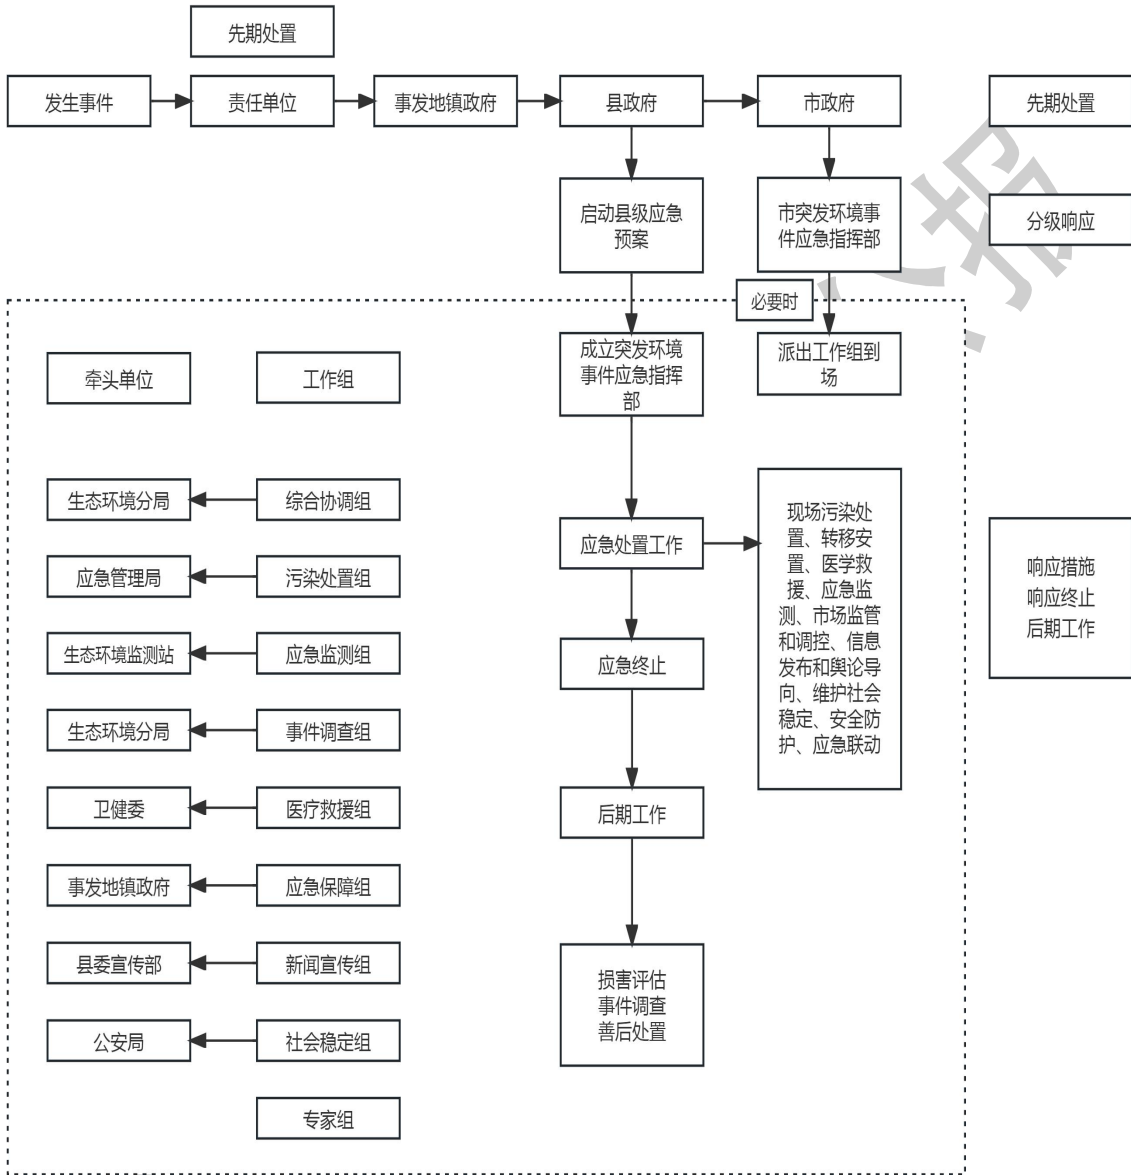 先期处置
发生事件
责任单位
事发地镇政府
县政府
市政府
先期处置
启动县级应急
预案
市突发环境事
件应急指挥部
分级响应
必要时
成立突发环境
事件应急指挥
部
派出工作组到
场
牵头单位
工作组
生态环境分局
综合协调组
应急管理局
污染处置组
生态环境监测站
应急监测组
生态环境分局
事件调查组
卫健委
医疗救援组
事发地镇政府
应急保障组
县委宣传部
新闻宣传组
公安局
社会稳定组
专家组
应急处置工作
现场污染处
置、转移安
置、医学救
援、应急监
测、市场监管
和调控、信息
发布和舆论导
向、维护社会
稳定、安全防
护、应急联动
应急终止
后期工作
损害评估
事件调查
善后处置
响应措施
响应终止
后期工作
报